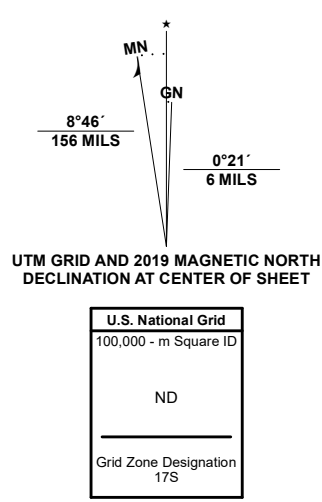 ★
MN
GN
8°46´
156 MILS
0°21´
6 MILS
UTM GRID AND 2019 MAGNETIC NORTH
DECLINATION AT CENTER OF SHEET
U.S. National Grid
100,000 - m Square ID
ND
Grid Zone Designation
17S